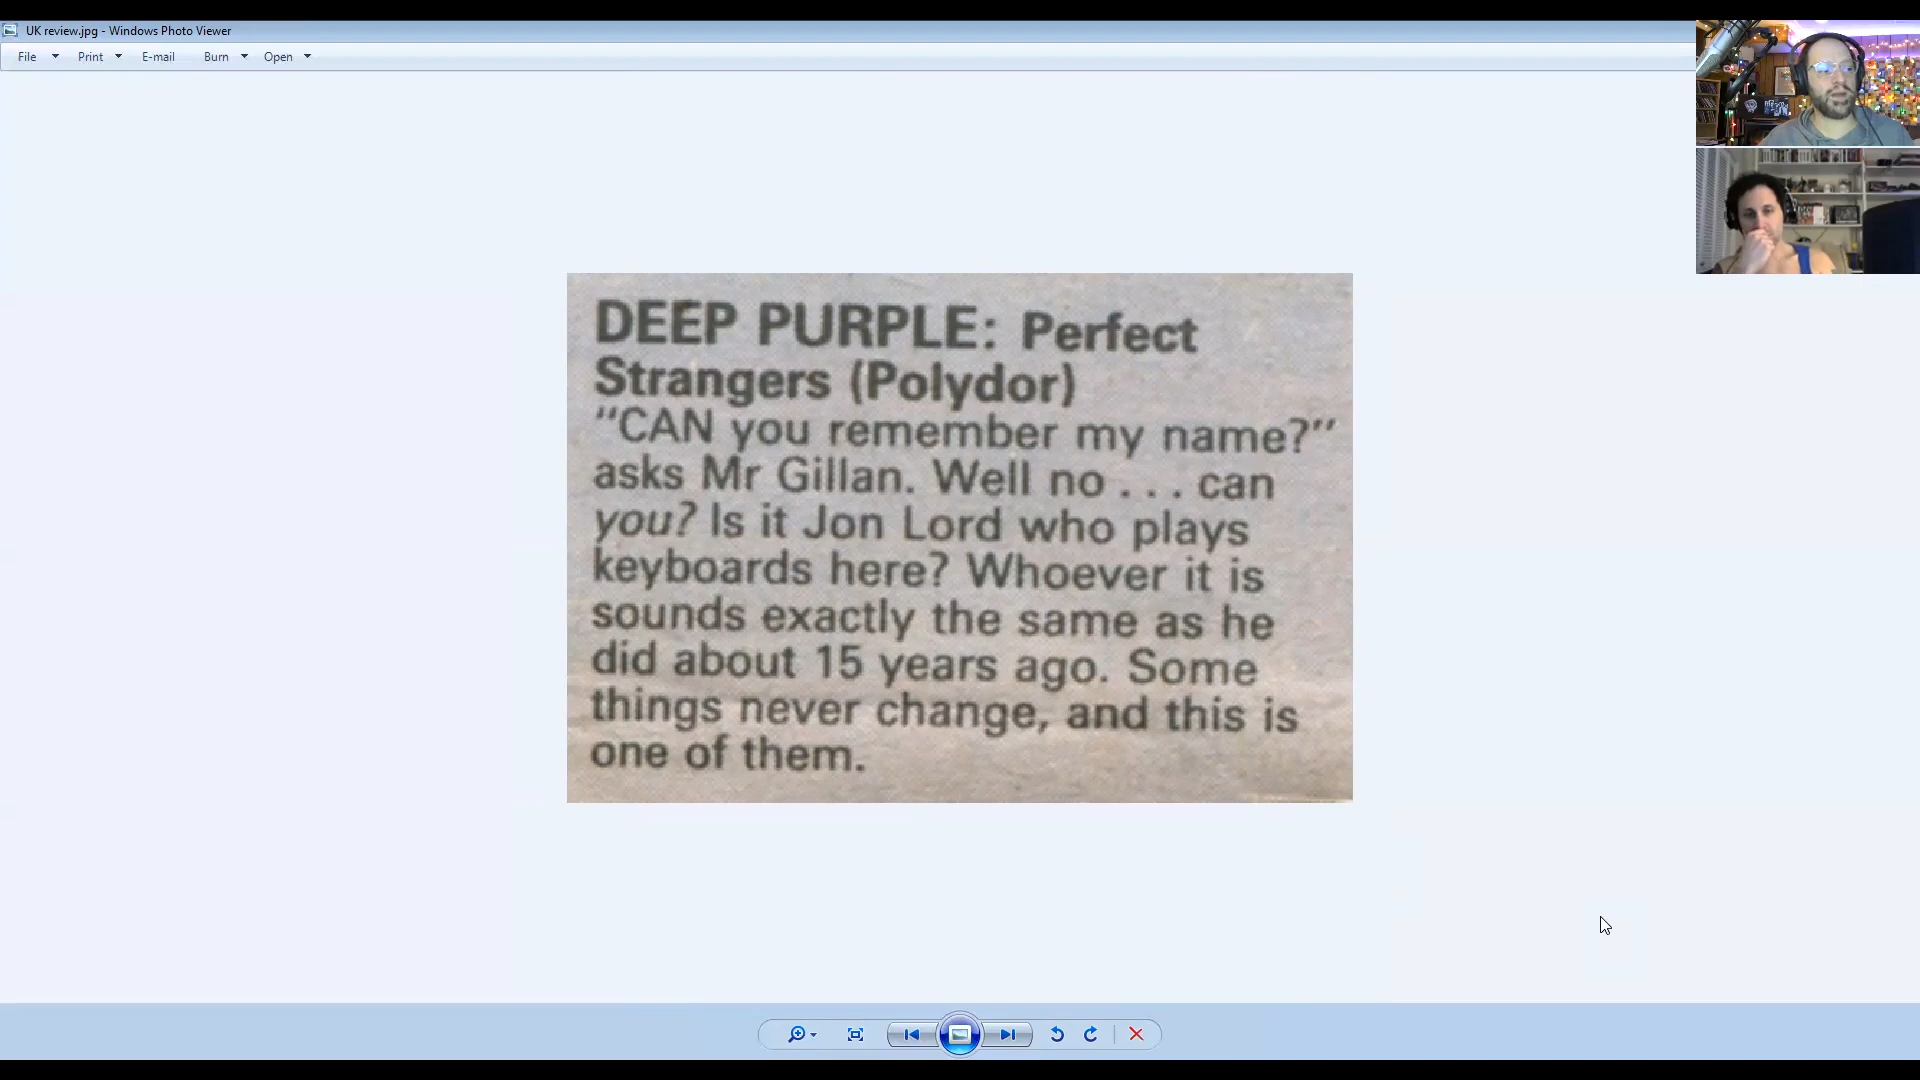 UK review.jpg - Windows Photo Viewer
File Print E-mail Burn Open
DEEP PURPLE: Perfect
Strangers (Polydor)
"CAN you remember my name?"
asks Mr Gillan. Well no . . . can
you? Is it Jon Lord who plays
keyboards here? Whoever it is
sounds exactly the same as he
did about 15 years ago. Some
things never change, and this is
one of them.